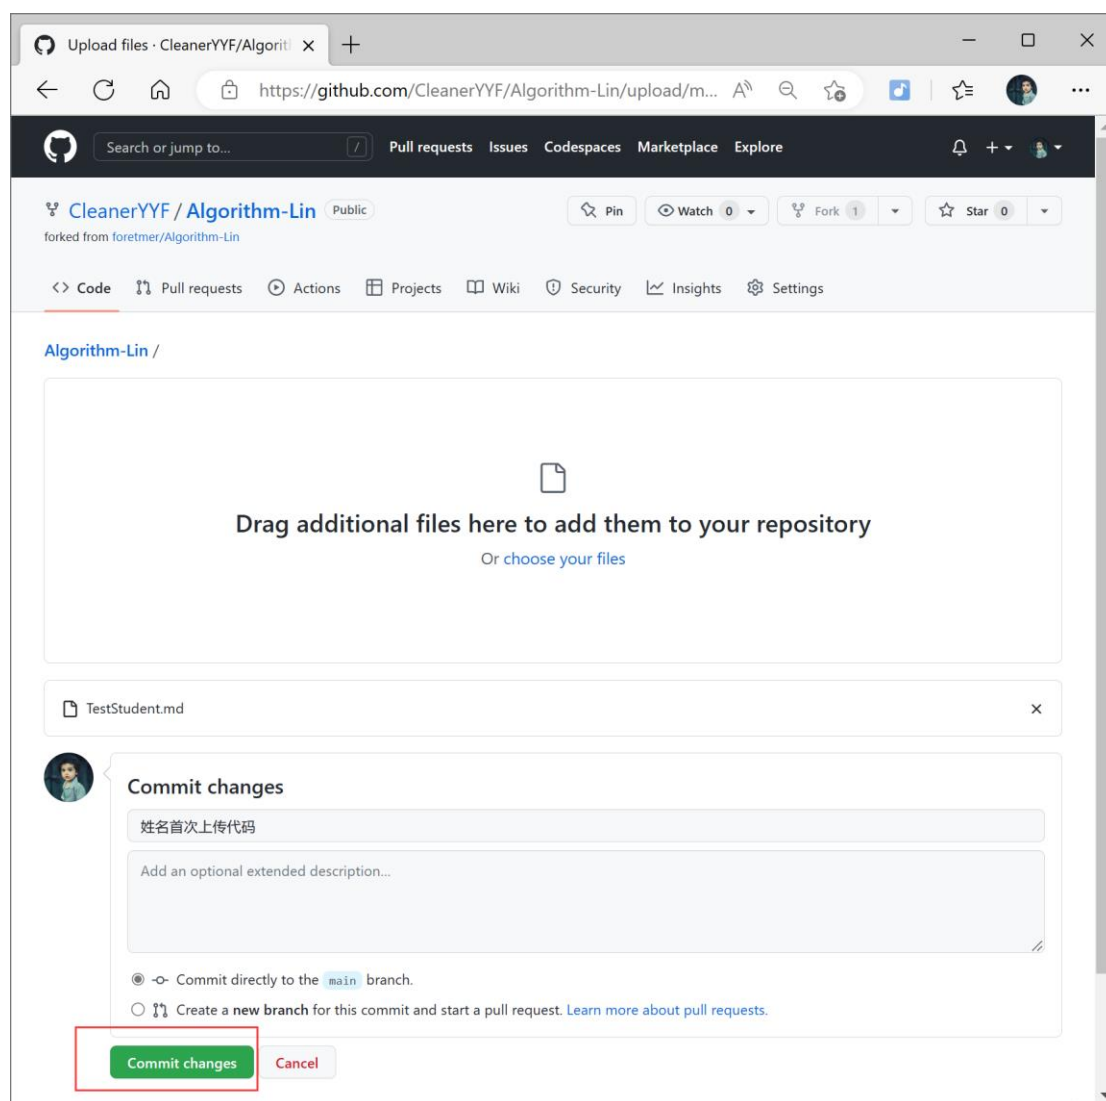 Upload files · CleanerYYF/Algorit
https://github.com/CleanerYYF/Algorithm-Lin/upload/m...
Search or jump to... / Pull requests Issues Codespaces Marketplace Explore
CleanerYYF / Algorithm-Lin Public Pin Watch 0 Fork 1 Star 0
forked from foretmer/Algorithm-Lin
<> Code Pull requests Actions Projects Wiki Security Insights Settings
Algorithm-Lin /
Drag additional files here to add them to your repository
Or choose your files
TestStudent.md
Commit changes
姓名首次上传代码
Add an optional extended description...
Commit directly to the main branch.
Create a new branch for this commit and start a pull request. Learn more about pull requests.
Commit changes Cancel